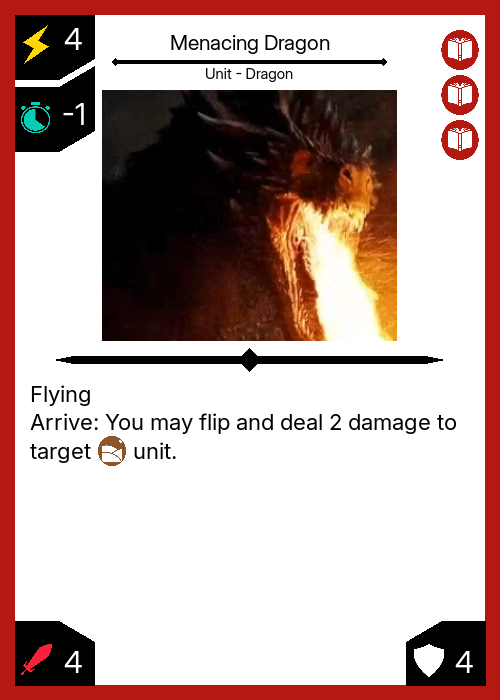 4
Menacing Dragon
Unit - Dragon
-1
Flying
Arrive: You may flip and deal 2 damage to
target unit.
4
4